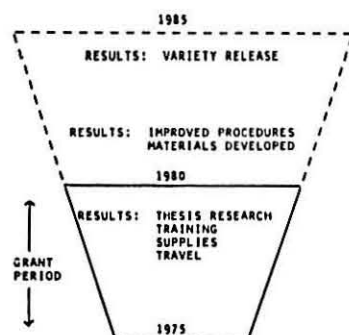 1985
RESULTS: VARIETY RELEASE
RESULTS: IMPROVED PROCEDURES
MATERIALS DEVELOPED
1980
RESULTS: THESIS RESEARCH
TRAINING
SUPPLIES
TRAVEL
GRANT
PERIOD
1975